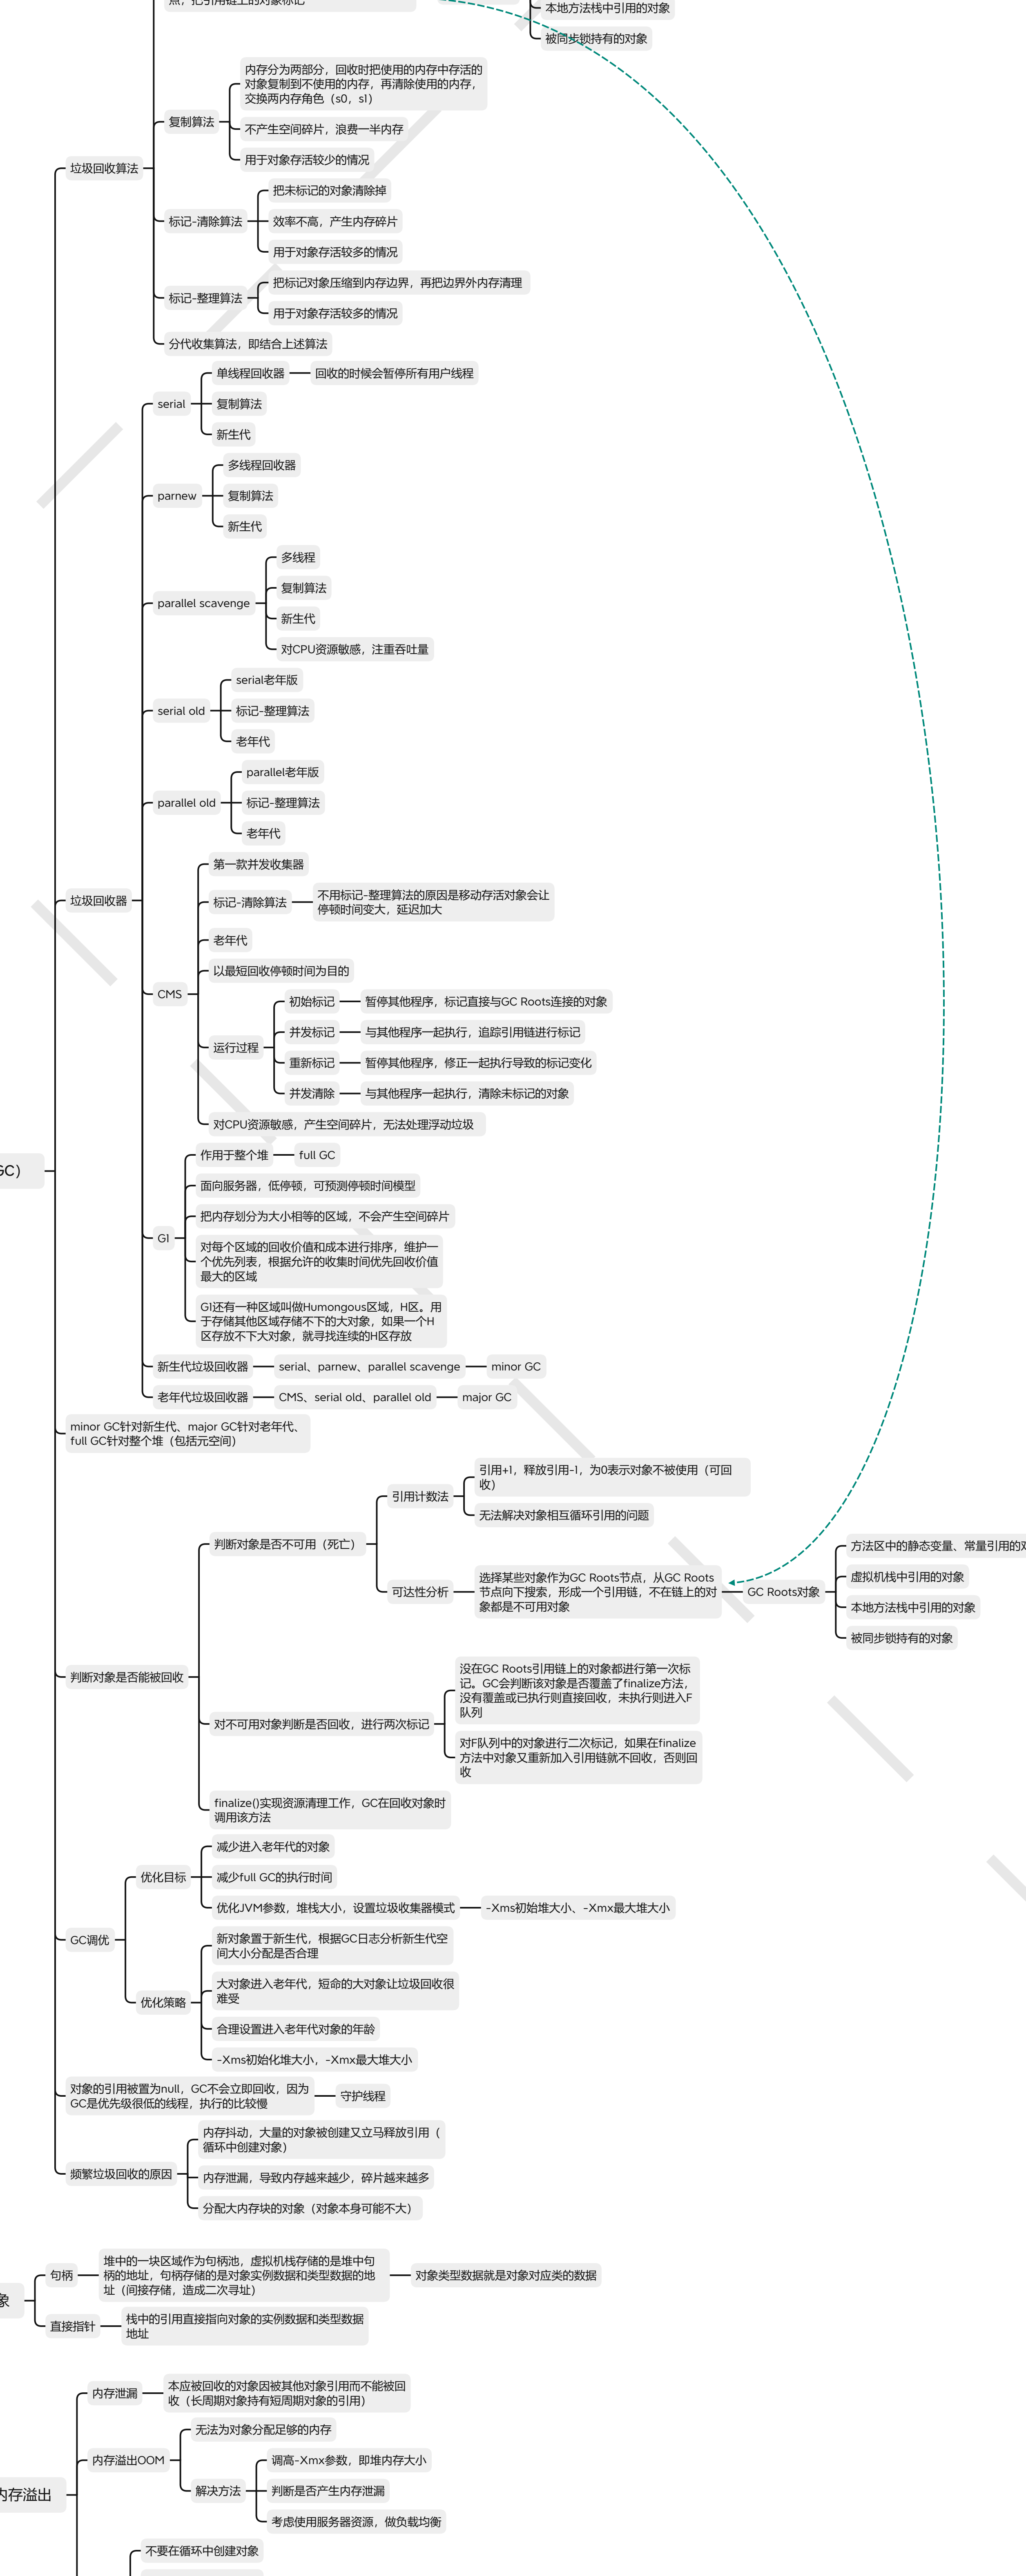 点，把引用链上的对象标记
本地方法栈中引用的对象
被同步锁持有的对象
垃圾回收算法
复制算法
内存分为两部分，回收时把使用的内存中存活的
对象复制到不使用的内存，再清除使用的内存，
交换两内存角色（s0，s1）
不产生空间碎片，浪费一半内存
用于对象存活较少的情况
标记-清除算法
把未标记的对象清除掉
效率不高，产生内存碎片
用于对象存活较多的情况
标记-整理算法
把标记对象压缩到内存边界，再把边界外内存清理
用于对象存活较多的情况
分代收集算法，即结合上述算法
GC）
垃圾回收器
serial
单线程回收器
回收的时候会暂停所有用户线程
复制算法
新生代
parnew
多线程回收器
复制算法
新生代
parallel scavenge
多线程
复制算法
新生代
对CPU资源敏感，注重吞吐量
serial old
serial老年版
标记-整理算法
老年代
parallel old
parallel老年版
标记-整理算法
老年代
CMS
第一款并发收集器
标记-清除算法
不用标记-整理算法的原因是移动存活对象会让
停顿时间变大，延迟加大
老年代
以最短回收停顿时间为目的
运行过程
初始标记
暂停其他程序，标记直接与GC Roots连接的对象
并发标记
与其他程序一起执行，追踪引用链进行标记
重新标记
暂停其他程序，修正一起执行导致的标记变化
并发清除
与其他程序一起执行，清除未标记的对象
对CPU资源敏感，产生空间碎片，无法处理浮动垃圾
G1
作用于整个堆
full GC
面向服务器，低停顿，可预测停顿时间模型
把内存划分为大小相等的区域，不会产生空间碎片
对每个区域的回收价值和成本进行排序，维护一
个优先列表，根据允许的收集时间优先回收价值
最大的区域
G1还有一种区域叫做Humongous区域，H区。用
于存储其他区域存储不下的大对象，如果一个H
区存放不下大对象，就寻找连续的H区存放
新生代垃圾回收器
serial、parnew、parallel scavenge
minor GC
老年代垃圾回收器
CMS、serial old、parallel old
major GC
minor GC针对新生代、major GC针对老年代、
full GC针对整个堆（包括元空间）
判断对象是否能被回收
判断对象是否不可用（死亡）
引用计数法
引用+1，释放引用-1，为0表示对象不被使用（可回
收）
无法解决对象相互循环引用的问题
可达性分析
选择某些对象作为GC Roots节点，从GC Roots
节点向下搜索，形成一个引用链，不在链上的对
象都是不可用对象
GC Roots对象
方法区中的静态变量、常量引用的对
虚拟机栈中引用的对象
本地方法栈中引用的对象
被同步锁持有的对象
对不可用对象判断是否回收，进行两次标记
没在GC Roots引用链上的对象都进行第一次标
记。GC会判断该对象是否覆盖了finalize方法，
没有覆盖或已执行则直接回收，未执行则进入F
队列
对F队列中的对象进行二次标记，如果在finalize
方法中对象又重新加入引用链就不回收，否则回
收
finalize()实现资源清理工作，GC在回收对象时
调用该方法
GC调优
优化目标
减少进入老年代的对象
减少full GC的执行时间
优化JVM参数，堆栈大小，设置垃圾收集器模式
-Xms初始堆大小、-Xmx最大堆大小
优化策略
新对象置于新生代，根据GC日志分析新生代空
间大小分配是否合理
大对象进入老年代，短命的大对象让垃圾回收很
难受
合理设置进入老年代对象的年龄
-Xms初始化堆大小，-Xmx最大堆大小
对象的引用被置为null，GC不会立即回收，因为
GC是优先级很低的线程，执行的比较慢
守护线程
频繁垃圾回收的原因
内存抖动，大量的对象被创建又立马释放引用（
循环中创建对象）
内存泄漏，导致内存越来越少，碎片越来越多
分配大内存块的对象（对象本身可能不大）
象
句柄
堆中的一块区域作为句柄池，虚拟机栈存储的是堆中句
柄的地址，句柄存储的是对象实例数据和类型数据的地
址（间接存储，造成二次寻址）
对象类型数据就是对象对应类的数据
直接指针
栈中的引用直接指向对象的实例数据和类型数据
地址
内存溢出
内存泄漏
本应被回收的对象因被其他对象引用而不能被回
收（长周期对象持有短周期对象的引用）
内存溢出OOM
无法为对象分配足够的内存
解决方法
调高-Xmx参数，即堆内存大小
判断是否产生内存泄漏
考虑使用服务器资源，做负载均衡
不要在循环中创建对象